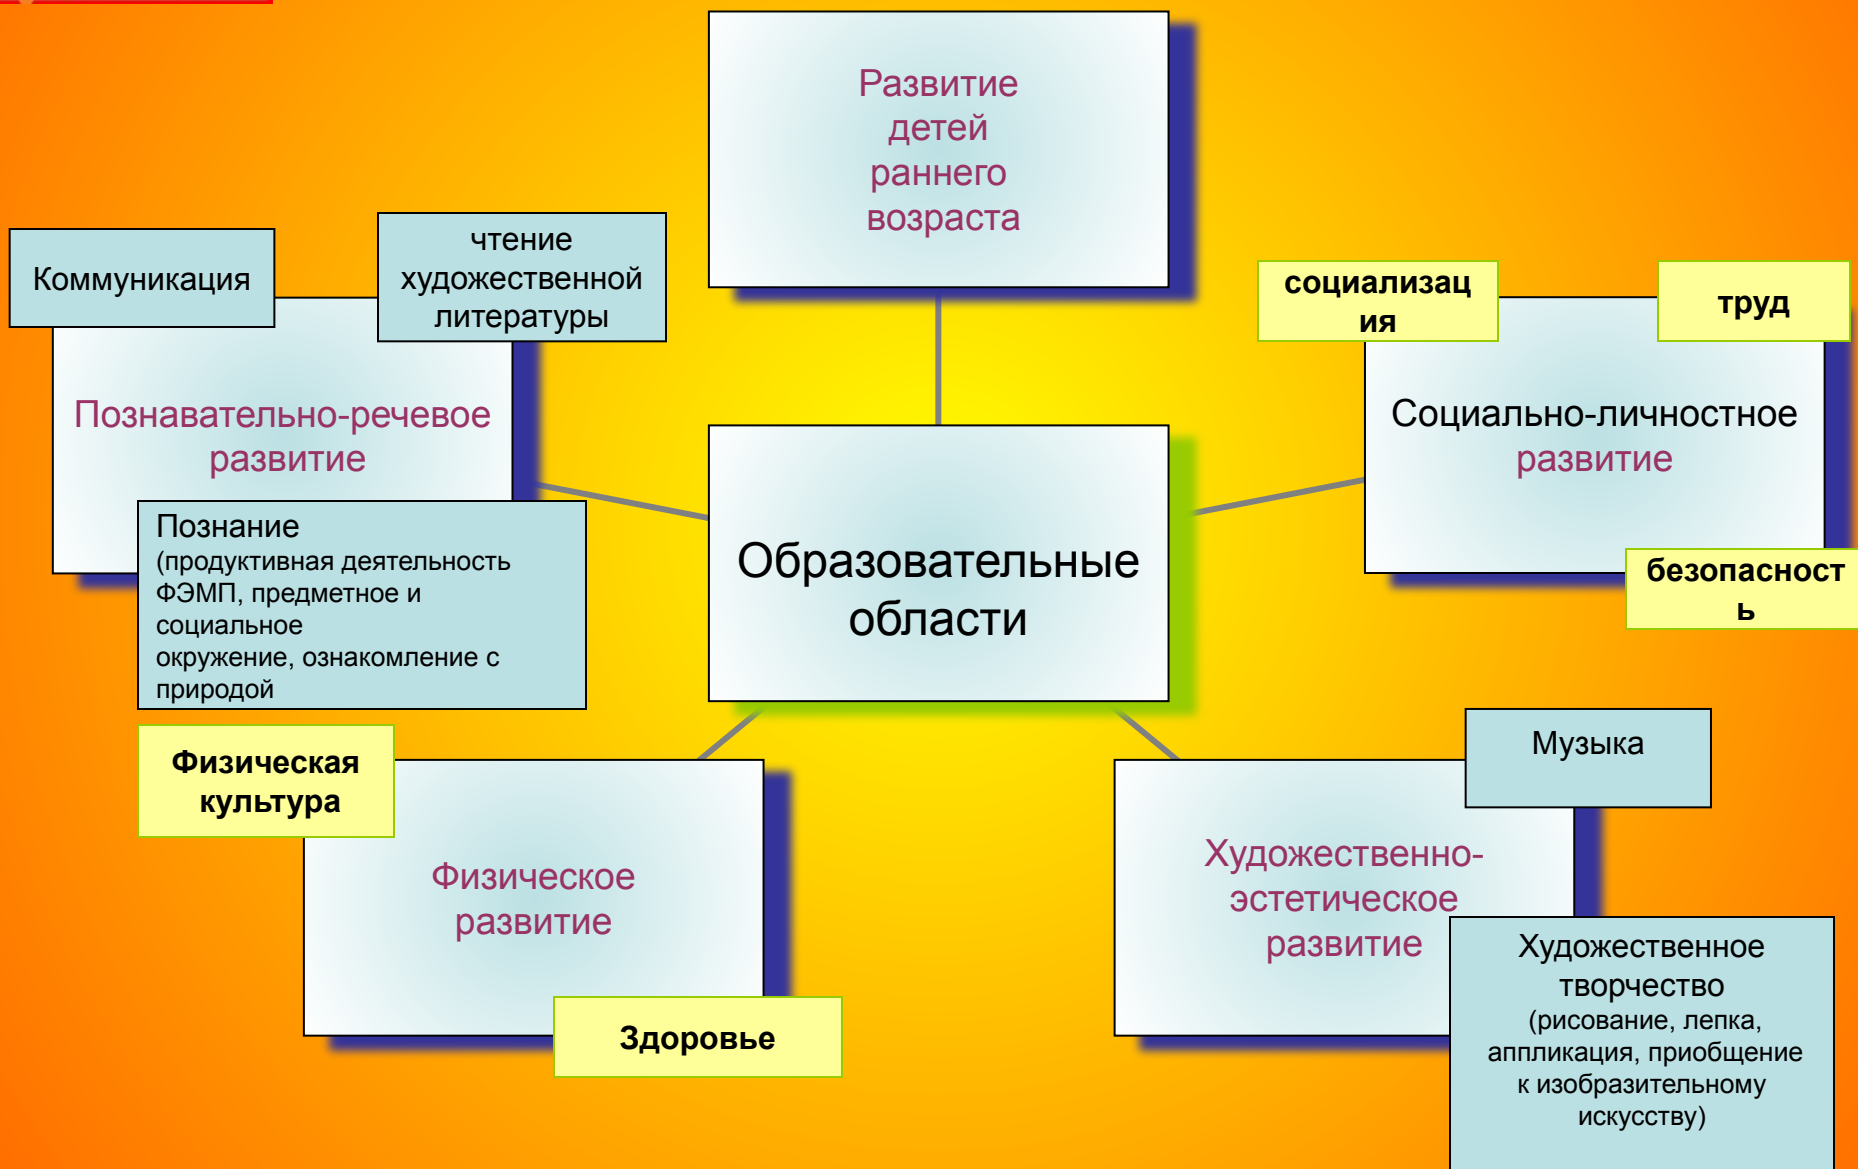 Развитие
детей
раннего
возраста
Коммуникация
чтение
художественной
литературы
Познавательно-речевое
развитие
Познание
(продуктивная деятельность
ФЭМП, предметное и
социальное
окружение, ознакомление с
природой
социализац
ия
труд
Социально-личностное
развитие
безопасност
ь
Образовательные
области
Физическая
культура
Физическое
развитие
Здоровье
Музыка
Художественно-
эстетическое
развитие
Художественное
творчество
(рисование, лепка,
аппликация, приобщение
к изобразительному
искусству)